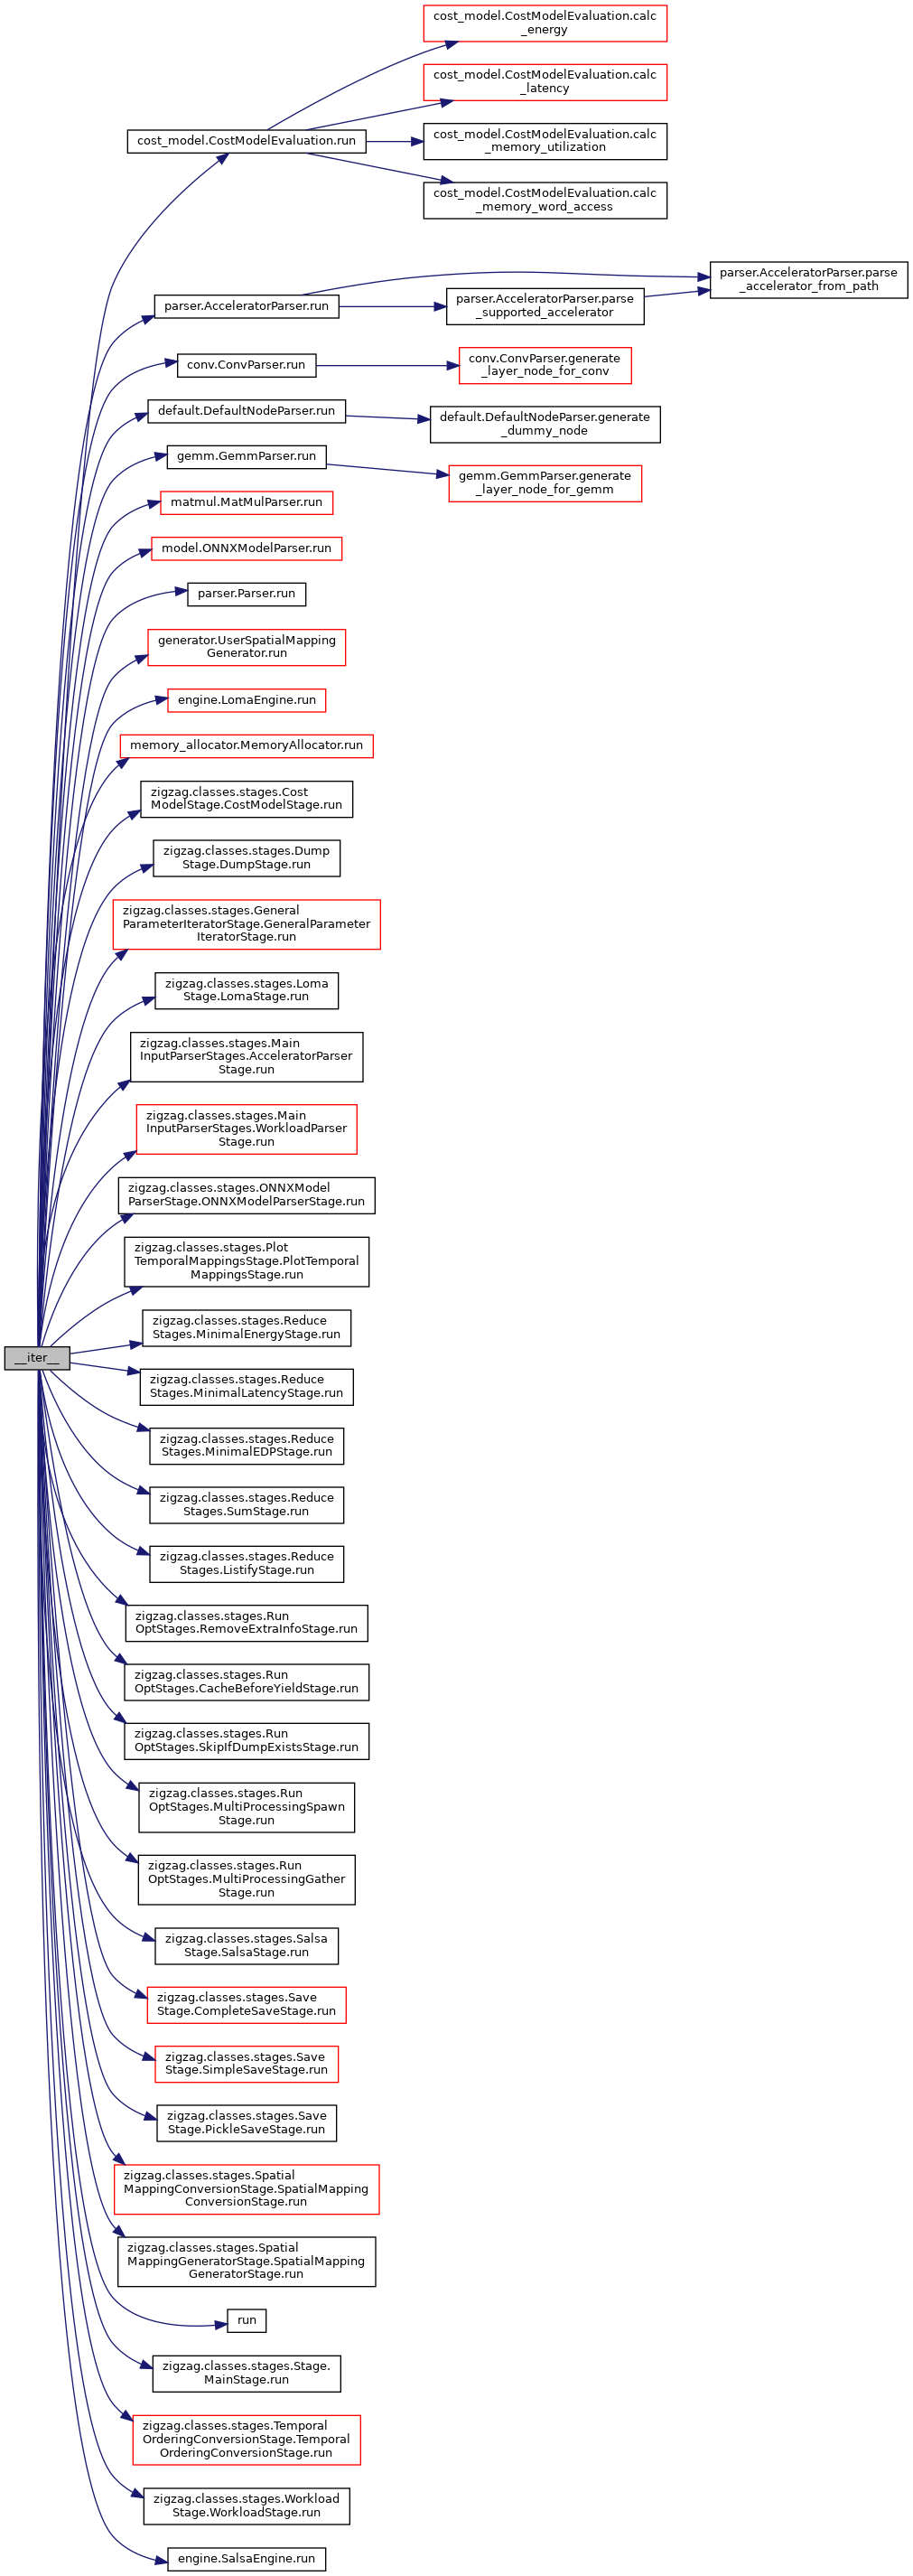 cost_model.CostModelEvaluation.calc
_energy
cost_model.CostModelEvaluation.calc
_latency
cost_model.CostModelEvaluation.run
cost_model.CostModelEvaluation.calc
_memory_utilization
cost_model.CostModelEvaluation.calc
_memory_word_access
parser.AcceleratorParser.run
parser.AcceleratorParser.parse
_supported_accelerator
parser.AcceleratorParser.parse
_accelerator_from_path
conv.ConvParser.run
conv.ConvParser.generate
_layer_node_for_conv
default.DefaultNodeParser.run
default.DefaultNodeParser.generate
_dummy_node
gemm.GemmParser.run
gemm.GemmParser.generate
_layer_node_for_gemm
matmul.MatMulParser.run
model.ONNXModelParser.run
parser.Parser.run
generator.UserSpatialMapping
Generator.run
engine.LomaEngine.run
memory_allocator.MemoryAllocator.run
zigzag.classes.stages.Cost
ModelStage.CostModelStage.run
zigzag.classes.stages.Dump
Stage.DumpStage.run
zigzag.classes.stages.General
ParameterIteratorStage.GeneralParameter
IteratorStage.run
zigzag.classes.stages.Loma
Stage.LomaStage.run
zigzag.classes.stages.Main
InputParserStages.AcceleratorParser
Stage.run
zigzag.classes.stages.Main
InputParserStages.WorkloadParser
Stage.run
zigzag.classes.stages.ONNXModel
ParserStage.ONNXModelParserStage.run
zigzag.classes.stages.Plot
TemporalMappingsStage.PlotTemporal
MappingsStage.run
zigzag.classes.stages.Reduce
Stages.MinimalEnergyStage.run
__iter__
zigzag.classes.stages.Reduce
Stages.MinimalLatencyStage.run
zigzag.classes.stages.Reduce
Stages.MinimalEDPStage.run
zigzag.classes.stages.Reduce
Stages.SumStage.run
zigzag.classes.stages.Reduce
Stages.ListifyStage.run
zigzag.classes.stages.Run
OptStages.RemoveExtraInfoStage.run
zigzag.classes.stages.Run
OptStages.CacheBeforeYieldStage.run
zigzag.classes.stages.Run
OptStages.SkipIfDumpExistsStage.run
zigzag.classes.stages.Run
OptStages.MultiProcessingSpawn
Stage.run
zigzag.classes.stages.Run
OptStages.MultiProcessingGather
Stage.run
zigzag.classes.stages.Salsa
Stage.SalsaStage.run
zigzag.classes.stages.Save
Stage.CompleteSaveStage.run
zigzag.classes.stages.Save
Stage.SimpleSaveStage.run
zigzag.classes.stages.Save
Stage.PickleSaveStage.run
zigzag.classes.stages.Spatial
MappingConversionStage.SpatialMapping
ConversionStage.run
zigzag.classes.stages.Spatial
MappingGeneratorStage.SpatialMapping
GeneratorStage.run
run
zigzag.classes.stages.Stage.
MainStage.run
zigzag.classes.stages.Temporal
OrderingConversionStage.Temporal
OrderingConversionStage.run
zigzag.classes.stages.Workload
Stage.WorkloadStage.run
engine.SalsaEngine.run